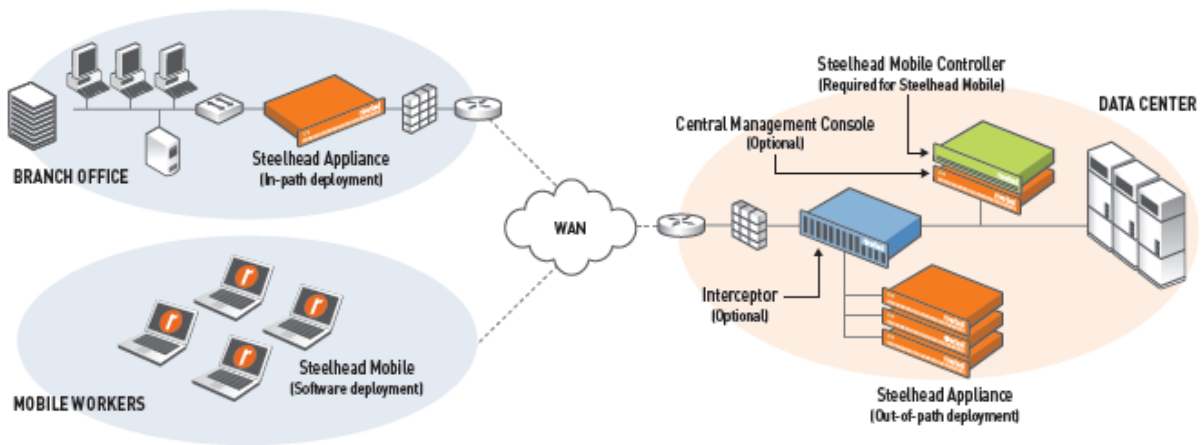 Steelhead Mobile Controller
(Required for Steelhead Mobile)
DATA CENTER
Central Management Console
(Optional)
Steelhead Appliance
(In-path deployment)
BRANCH OFFICE
WAN
Interceptor
(Optional)
Steelhead Mobile
(Software deployment)
MOBILE WORKERS
Steelhead Appliance
(Out-of-path deployment)
r
r
r
r